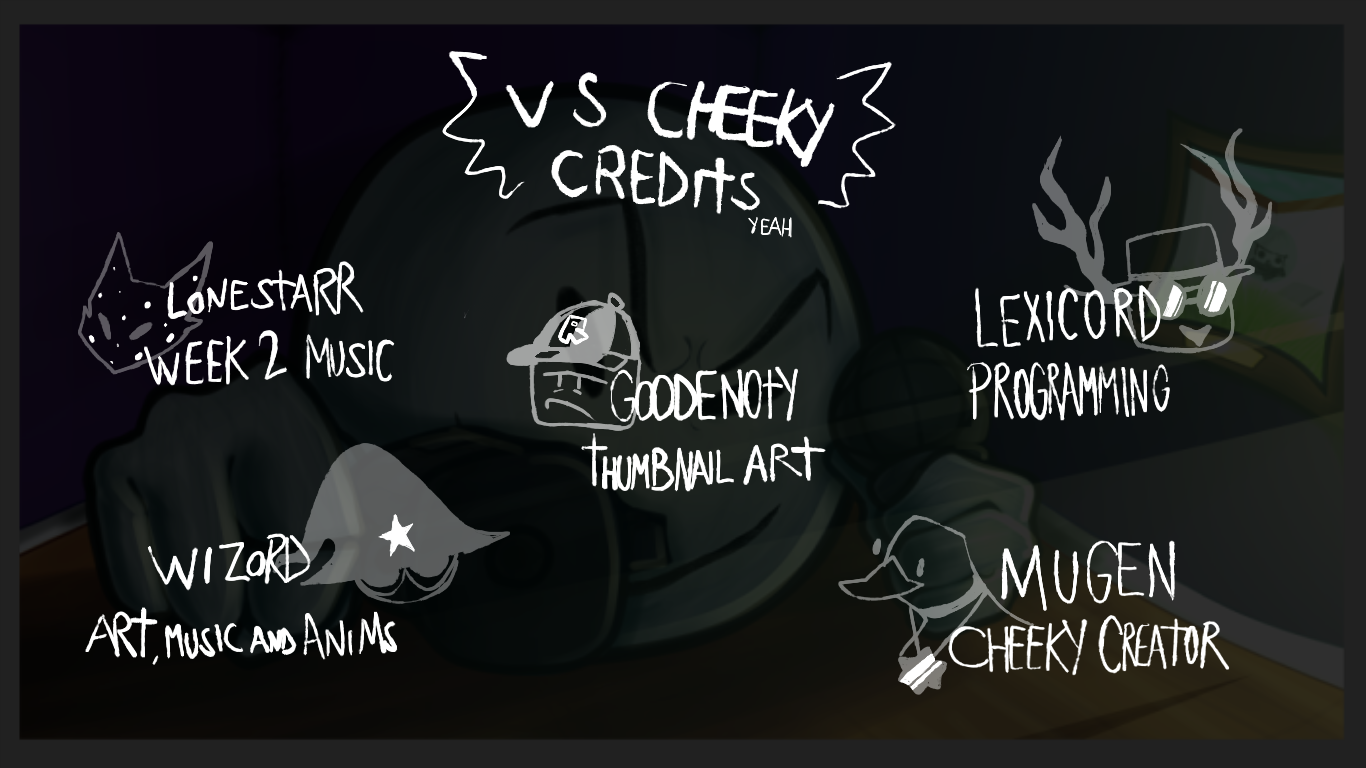 VS CHEEKY
CREDITS
YEAH
LONESTARR
WEEK 2 MUSIC
GOODENOTY
THUMBNAIL ART
LEXICORD
PROGRAMMING
WIZORD
ART, MUSIC AND ANIMS
MUGEN
CHEEKY CREATOR